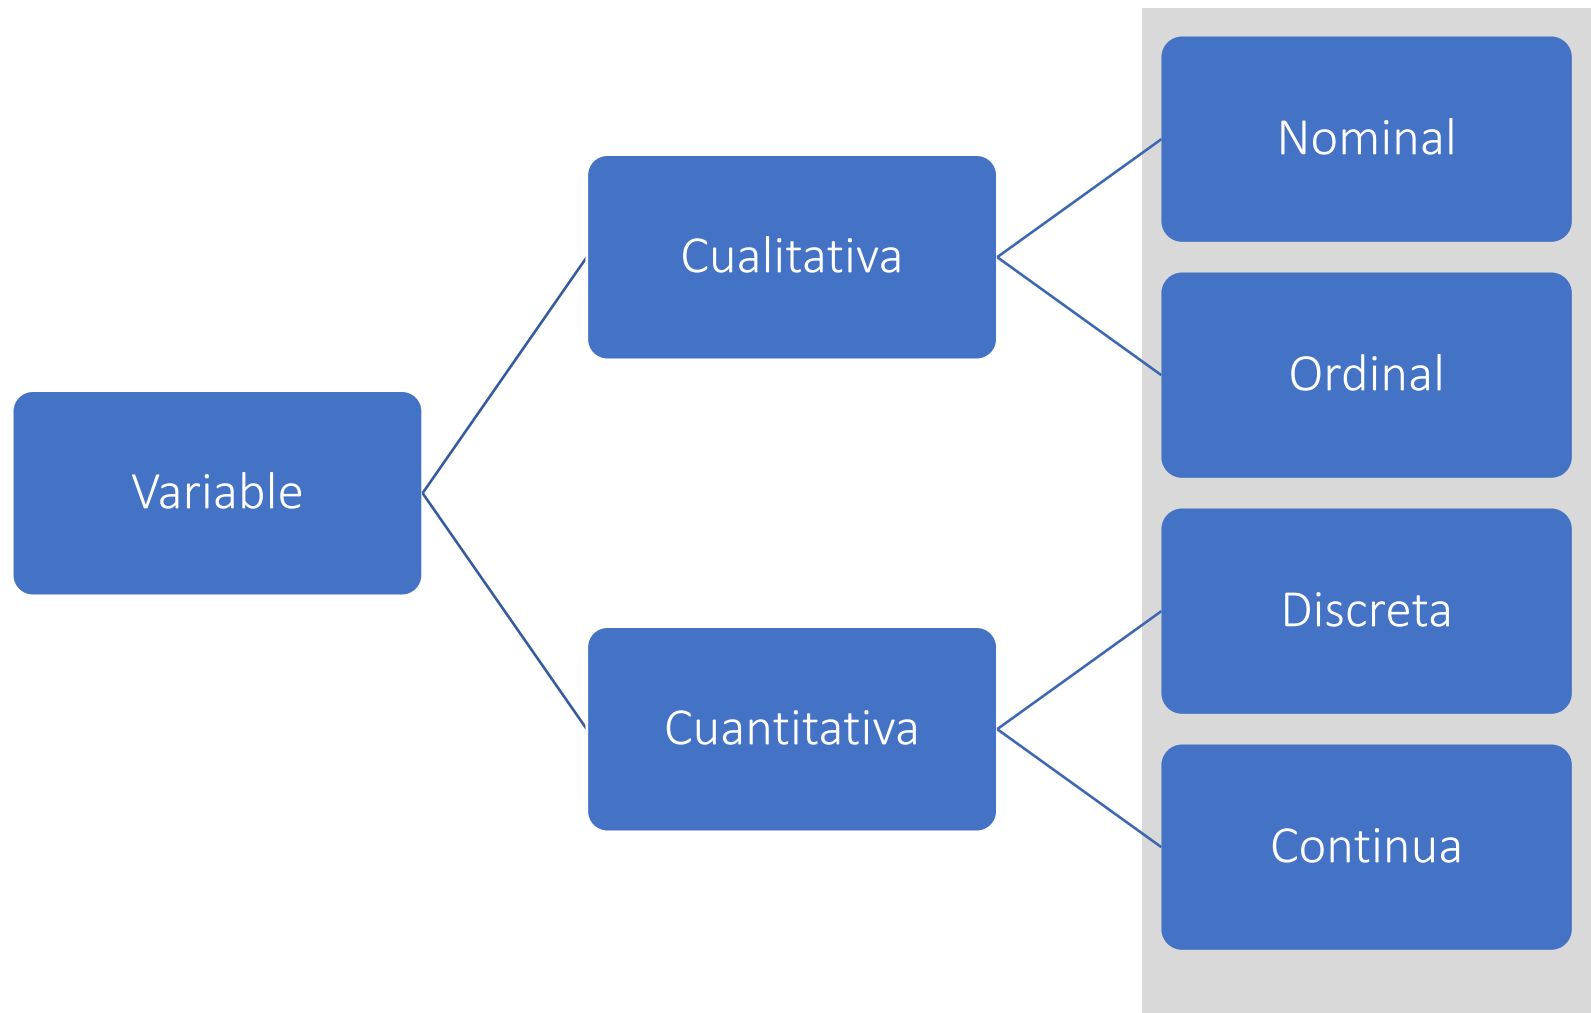 Variable
Cualitativa
Cuantitativa
Nominal
Ordinal
Discreta
Continua